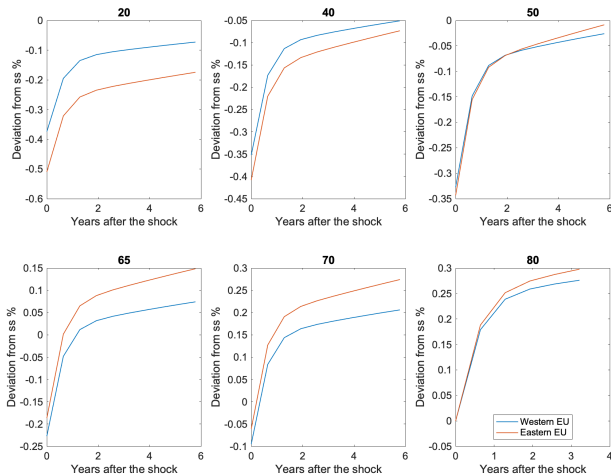 20
40
50
0
-0.1
-0.2
-0.3
-0.4
-0.5
-0.6
Deviation from ss %
0 2 4 6
Years after the shock
-0.05
-0.1
-0.15
-0.2
-0.25
-0.3
-0.35
-0.4
-0.45
Deviation from ss %
0 2 4 6
Years after the shock
0
-0.05
-0.1
-0.15
-0.2
-0.25
-0.3
-0.35
Deviation from ss %
0 2 4 6
Years after the shock
65
70
80
0.15
0.1
0.05
0
-0.05
-0.1
-0.15
-0.2
-0.25
Deviation from ss %
0 2 4 6
Years after the shock
0.3
0.25
0.2
0.15
0.1
0.05
0
-0.05
-0.1
Deviation from ss %
0 2 4 6
Years after the shock
0.3
0.2
0.1
0
-0.1
Deviation from ss %
Western EU
Eastern EU
0 1 2 3 4
Years after the shock